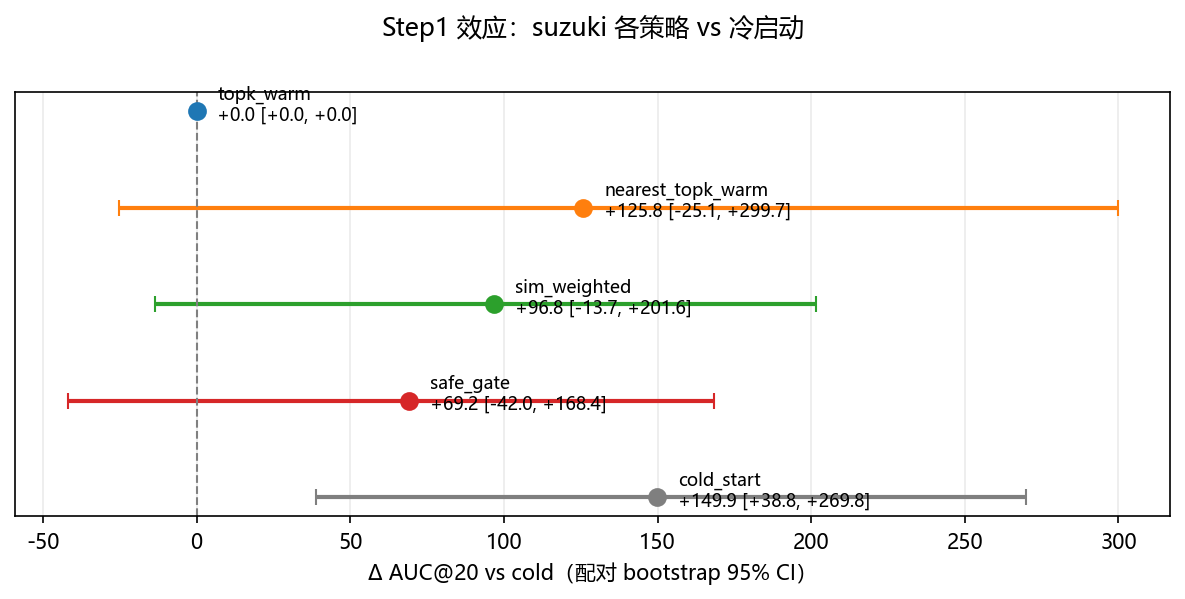 Step1 效应：suzuki 各策略 vs 冷启动
topk_warm
+0.0 [+0.0, +0.0]
nearest_topk_warm
+125.8 [-25.1, +299.7]
sim_weighted
+96.8 [-13.7, +201.6]
safe_gate
+69.2 [-42.0, +168.4]
cold_start
+149.9 [+38.8, +269.8]
-50 0 50 100 150 200 250 300
Δ AUC@20 vs cold（配对 bootstrap 95% CI）